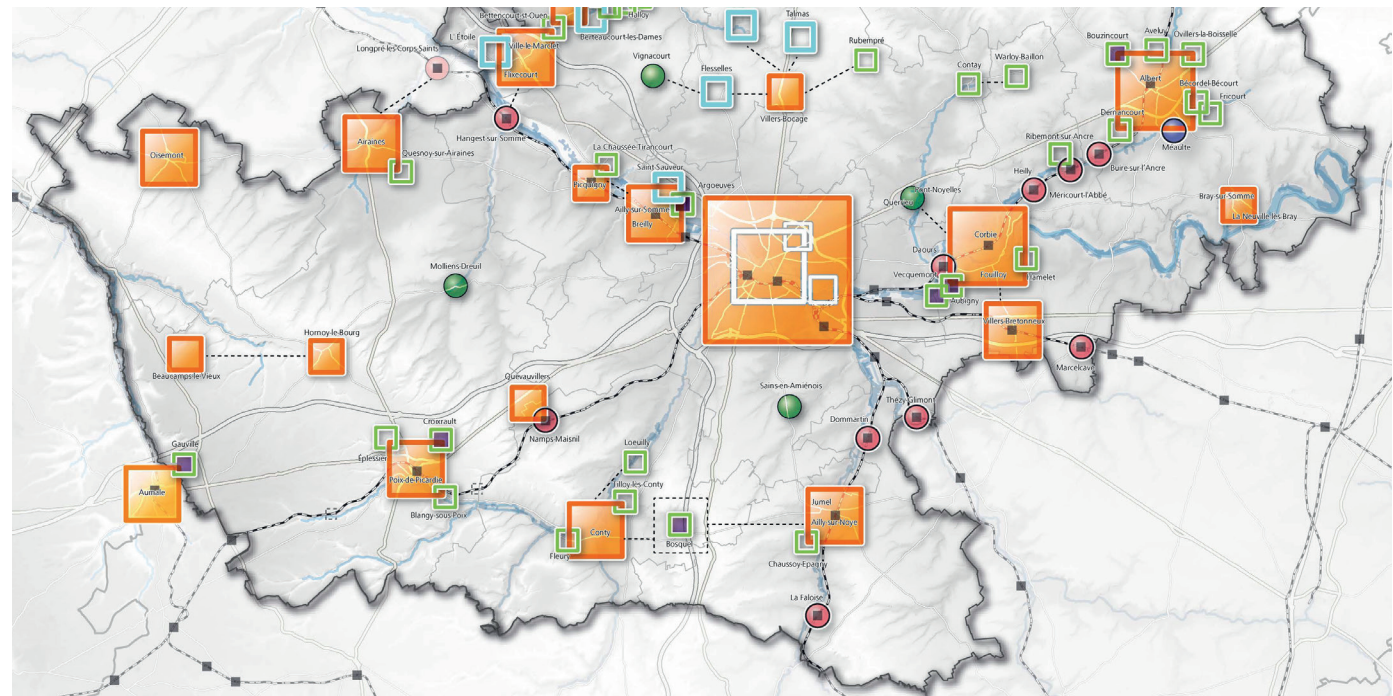 Bettencourt-st-Ouen
Halloy
Talmas
L'Étoile
Berteaucourt-les-Dames
Ville-le-Marclet
Longpré-les-Corps-Saints
Vignacourt
Flixecourt
Flesselles
Rubempré
Villers-Bocage
Contay
Warloy-Baillon
Bouzincourt
Aveluy
Ovillers-la-Boisselle
Albert
Bécordel-Bécourt
Fricourt
Dernancourt
Méaulte
Ribemont-sur-Ancre
Buire-sur-l'Ancre
Heilly
Méricourt-l'Abbé
Bray-sur-Somme
La Neuville-lès-Bray
Oisemont
Airaines
Quesnoy-sur-Airaines
Hangest-sur-Somme
La Chaussée-Tirancourt
Picquigny
Saint-Sauveur
Argoeuves
Ailly-sur-Somme
Breilly
Pont-Noyelles
Querrieu
Corbie
Daours
Fouilloy
Hamelet
Vecquemont
Aubigny
Villers-Bretonneux
Marcelcave
Molliens-Dreuil
Hornoy-le-Bourg
Beaucamps-le-Vieux
Quevauvillers
Namps-Maisnil
Sains-en-Amiénois
Thézy-Glimont
Dommartin
Gauville
Aumale
Croixrault
Éplessier
Poix-de-Picardie
Blangy-sous-Poix
Loeuilly
Tilloy-lès-Conty
Conty
Fleury
Bosquel
Jumel
Ailly-sur-Noye
Chaussoy-Epagny
La Faloise